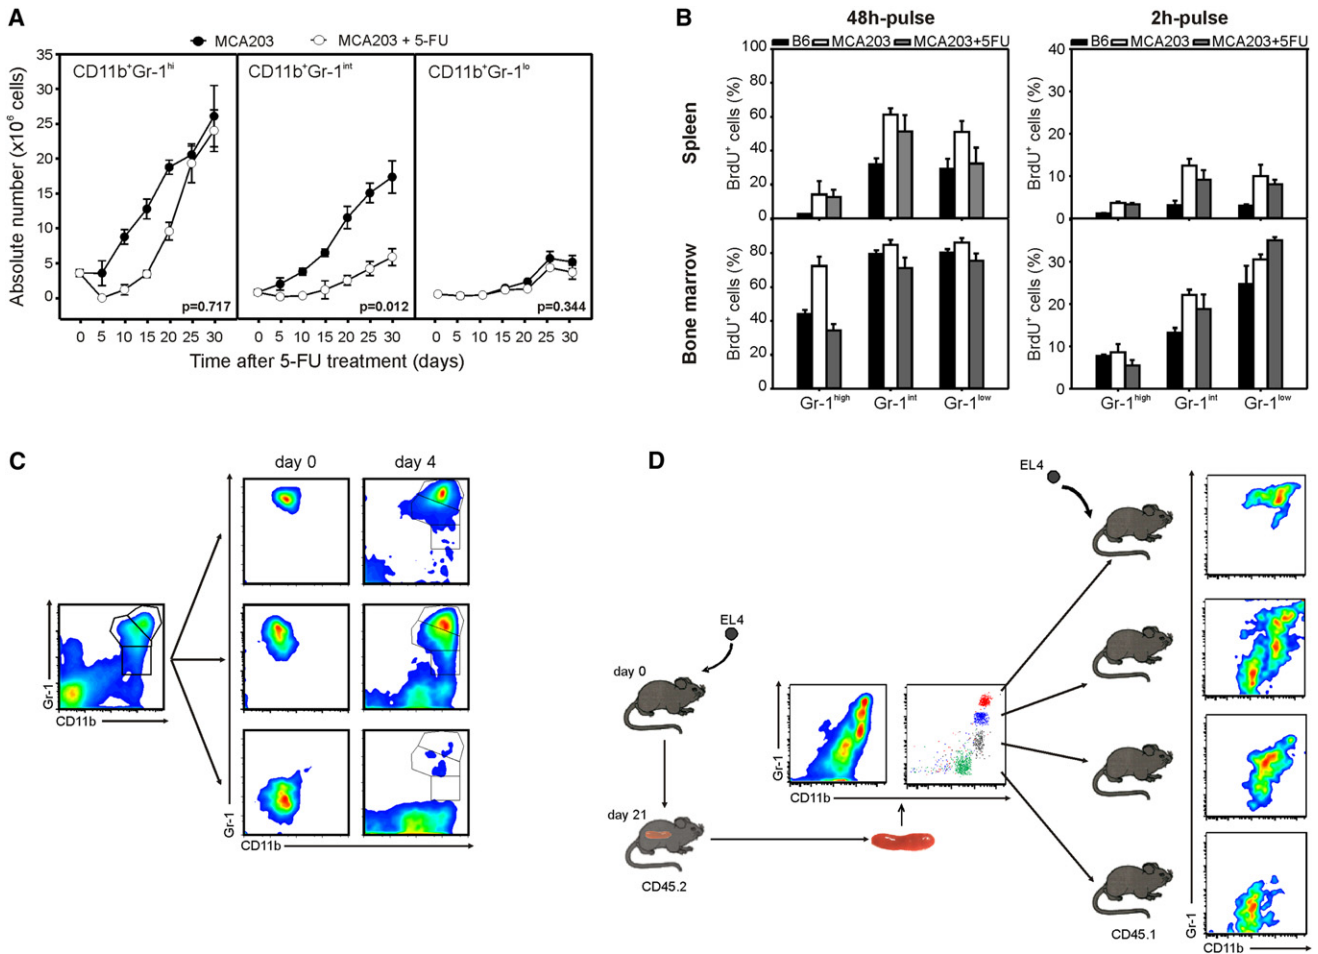 A
MCA203 MCA203 + 5-FU
CD11b⁺Gr-1ʰⁱ CD11b⁺Gr-1ⁱⁿᵗ CD11b⁺Gr-1ˡᵒ
Absolute number (x10⁶ cells)
35
30
25
20
15
10
5
0
p=0.717 p=0.012 p=0.344
0 5 10 15 20 25 30 0 5 10 15 20 25 30 0 5 10 15 20 25 30
Time after 5-FU treatment (days)
B
48h-pulse 2h-pulse
B6 MCA203 MCA203+5FU B6 MCA203 MCA203+5FU
Spleen
BrdU⁺ cells (%)
100
80
60
40
20
0
BrdU⁺ cells (%)
40
30
20
10
0
Bone marrow
BrdU⁺ cells (%)
80
60
40
20
0
BrdU⁺ cells (%)
30
20
10
0
Gr-1ʰⁱᵍʰ Gr-1ⁱⁿᵗ Gr-1ˡᵒʷ Gr-1ʰⁱᵍʰ Gr-1ⁱⁿᵗ Gr-1ˡᵒʷ
C
day 0 day 4
Gr-1
CD11b
Gr-1
CD11b
D
EL4
EL4
day 0
day 21
CD45.2
Gr-1
CD11b
CD45.1
Gr-1
CD11b